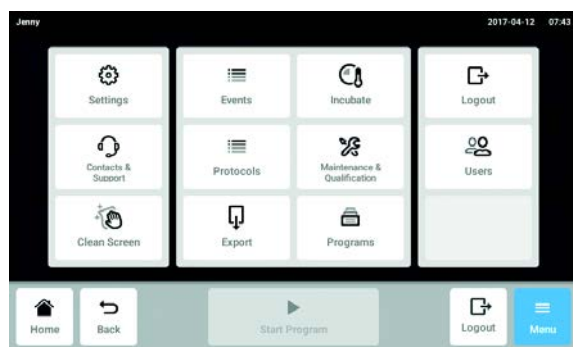 Jenny
2017-04-12 07:43
Settings
Events
Incubate
Logout
Contacts &
Support
Protocols
Maintenance &
Qualification
Users
Clean Screen
Export
Programs
Home
Back
Start Program
Logout
Menu